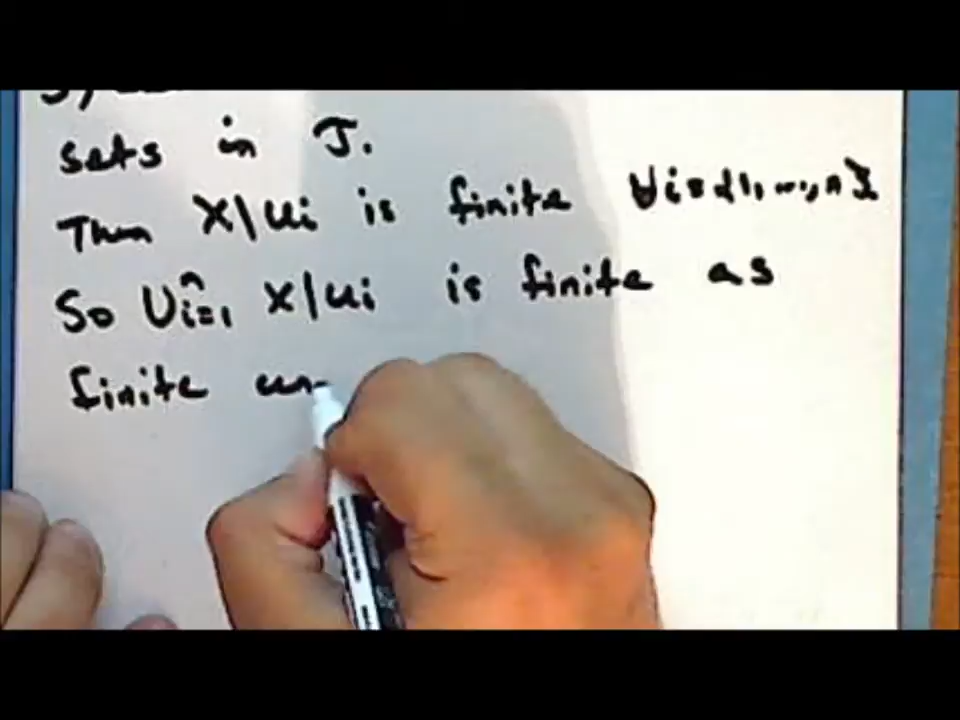 sets in T.
Then X\Ui is finite ∀i={1,...,n}
So ∪ⁿi=1 X\Ui is finite as
finite un